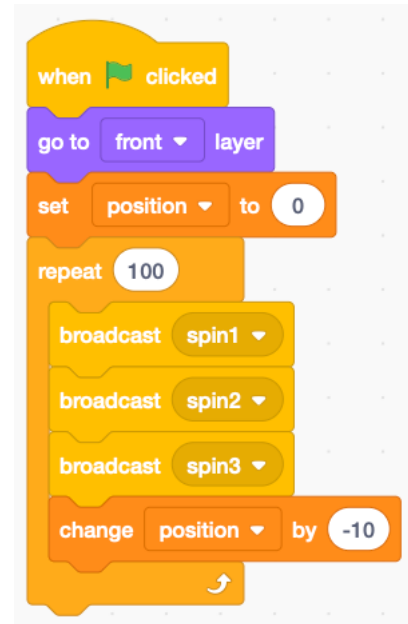 when clicked
go to front layer
set position to 0
repeat 100
broadcast spin1
broadcast spin2
broadcast spin3
change position by -10